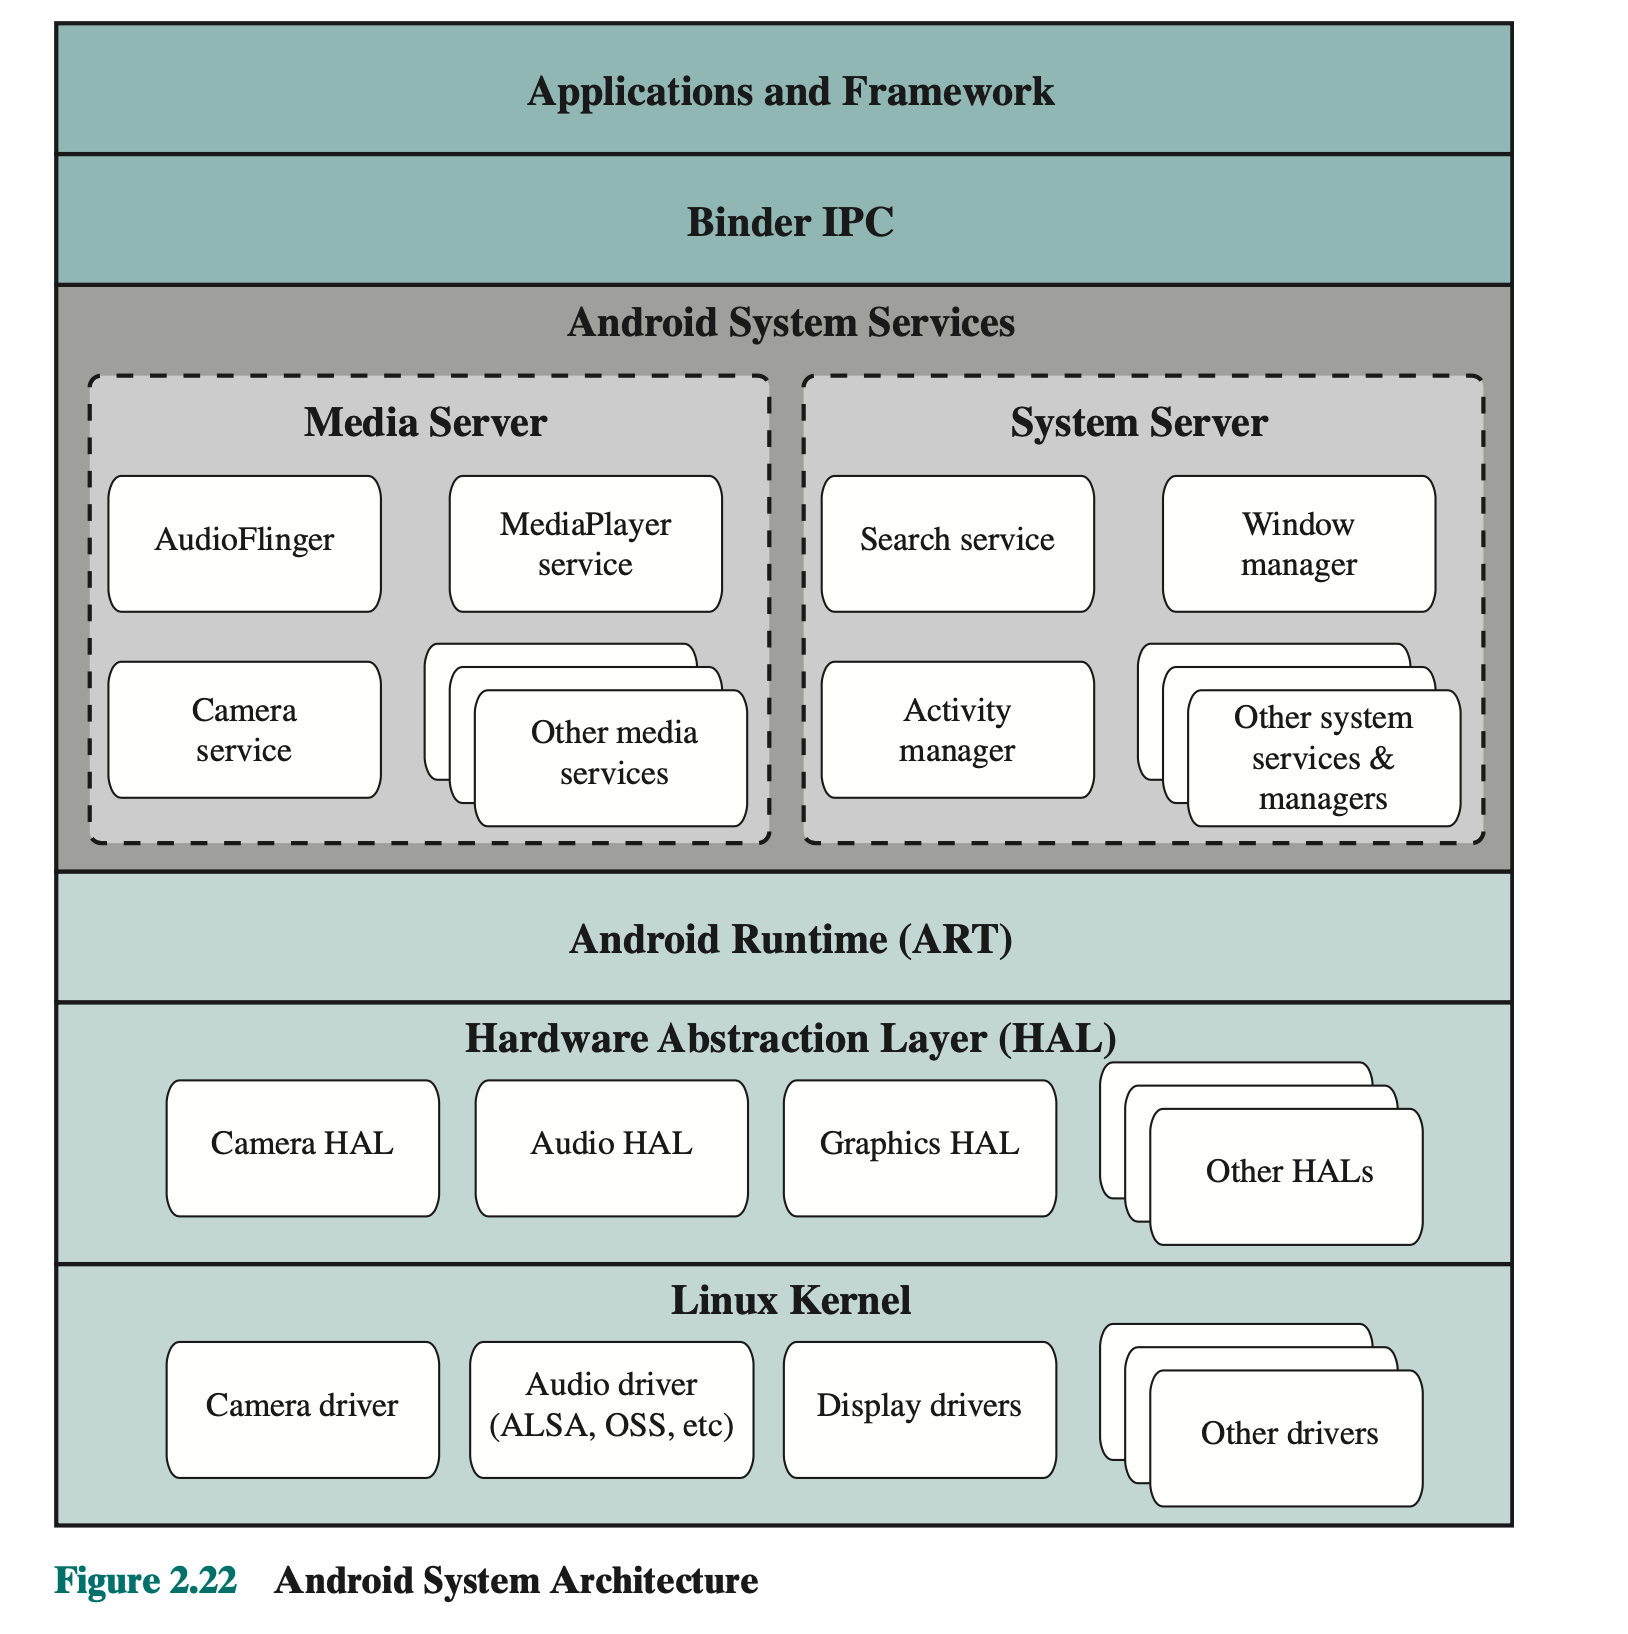 Applications and Framework
Binder IPC
Android System Services
Media Server
AudioFlinger
MediaPlayer
service
Camera
service
Other media
services
System Server
Search service
Window
manager
Activity
manager
Other system
services &
managers
Android Runtime (ART)
Hardware Abstraction Layer (HAL)
Camera HAL
Audio HAL
Graphics HAL
Other HALs
Linux Kernel
Camera driver
Audio driver
(ALSA, OSS, etc)
Display drivers
Other drivers
Figure 2.22 Android System Architecture